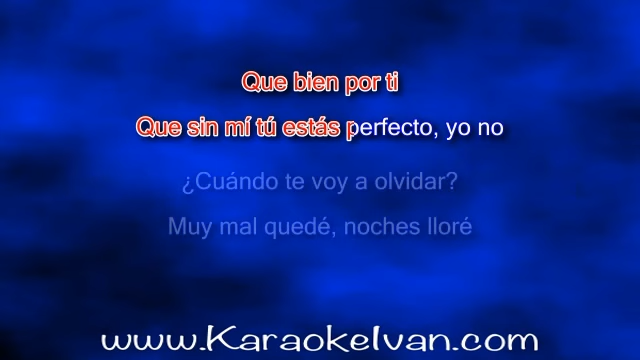 Que bien por ti
Que sin mí tú estás perfecto, yo no
¿Cuándo te voy a olvidar?
Muy mal quedé, noches lloré
www.KaraokeIvan.com